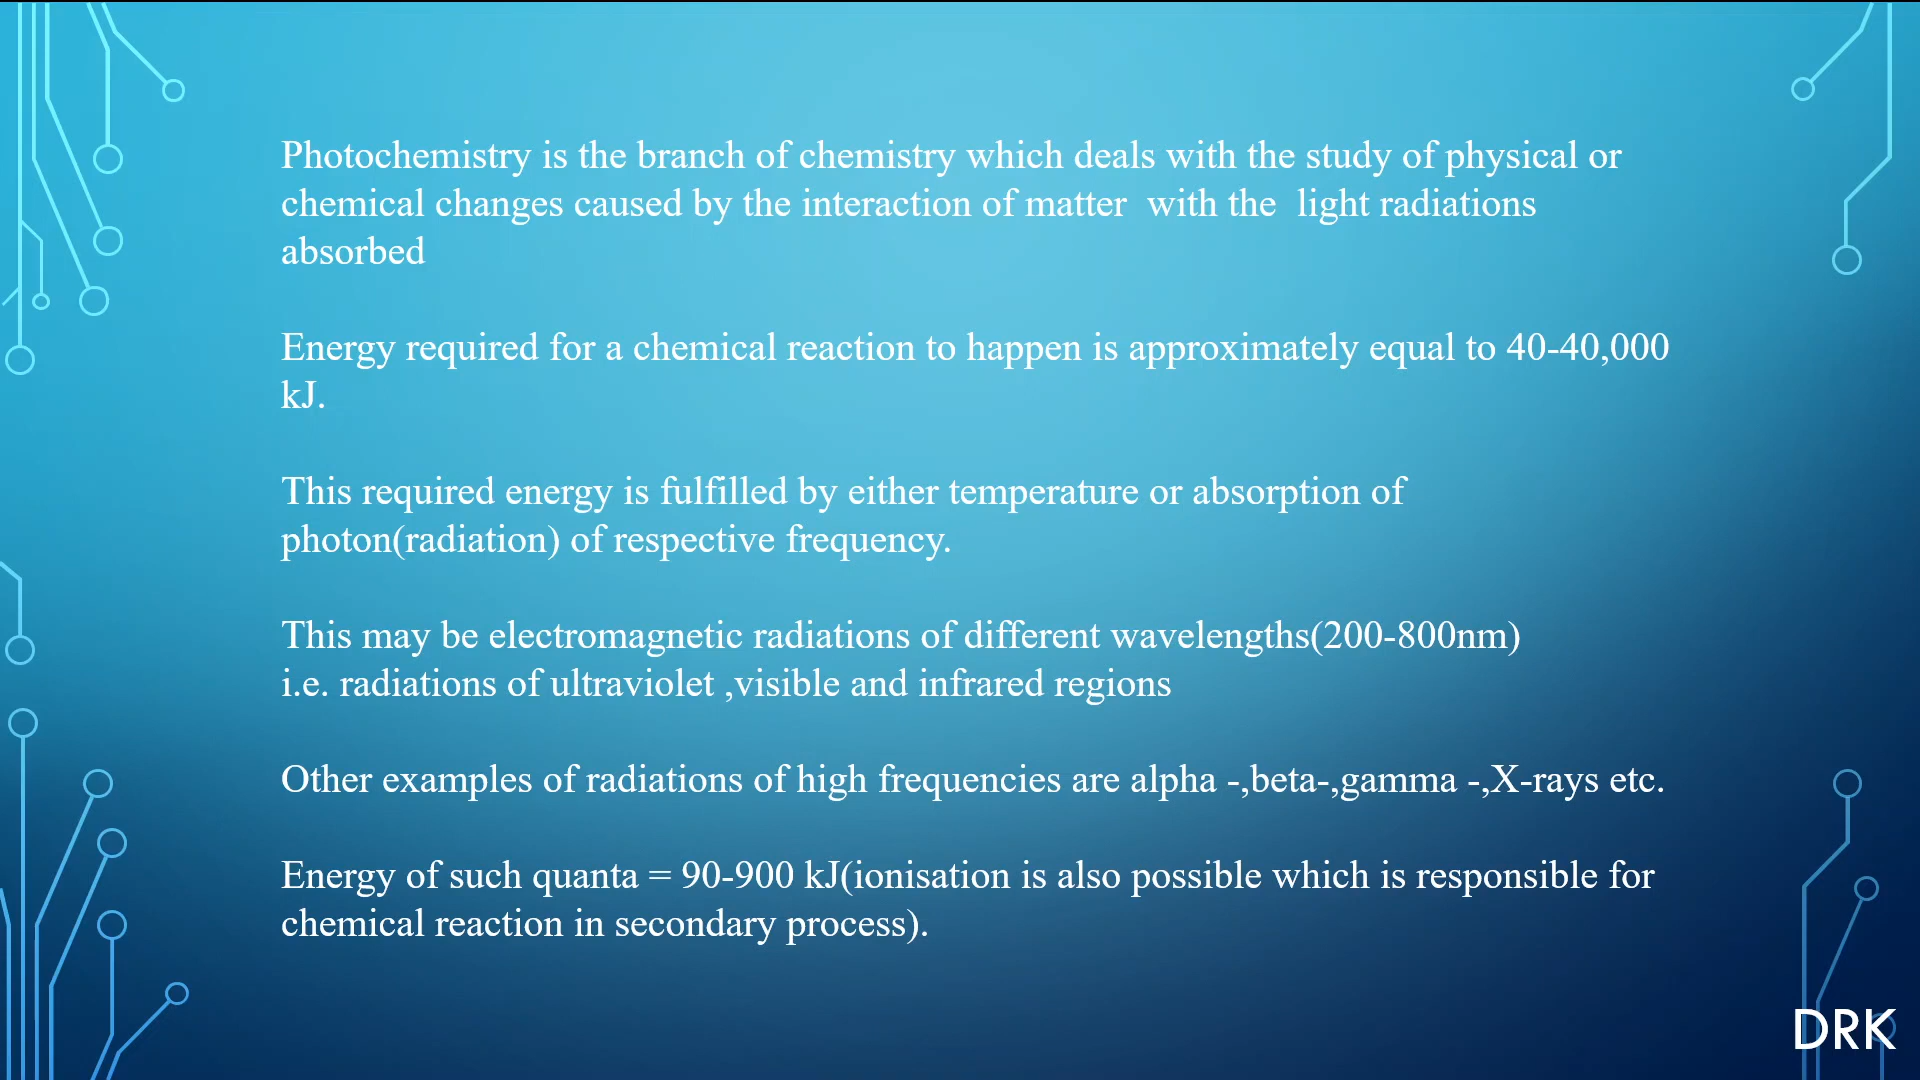 Photochemistry is the branch of chemistry which deals with the study of physical or
chemical changes caused by the interaction of matter  with the  light radiations
absorbed
Energy required for a chemical reaction to happen is approximately equal to 40-40,000
kJ.
This required energy is fulfilled by either temperature or absorption of
photon(radiation) of respective frequency.
This may be electromagnetic radiations of different wavelengths(200-800nm)
i.e. radiations of ultraviolet ,visible and infrared regions
Other examples of radiations of high frequencies are alpha -,beta-,gamma -,X-rays etc.
Energy of such quanta = 90-900 kJ(ionisation is also possible which is responsible for
chemical reaction in secondary process).
DRK